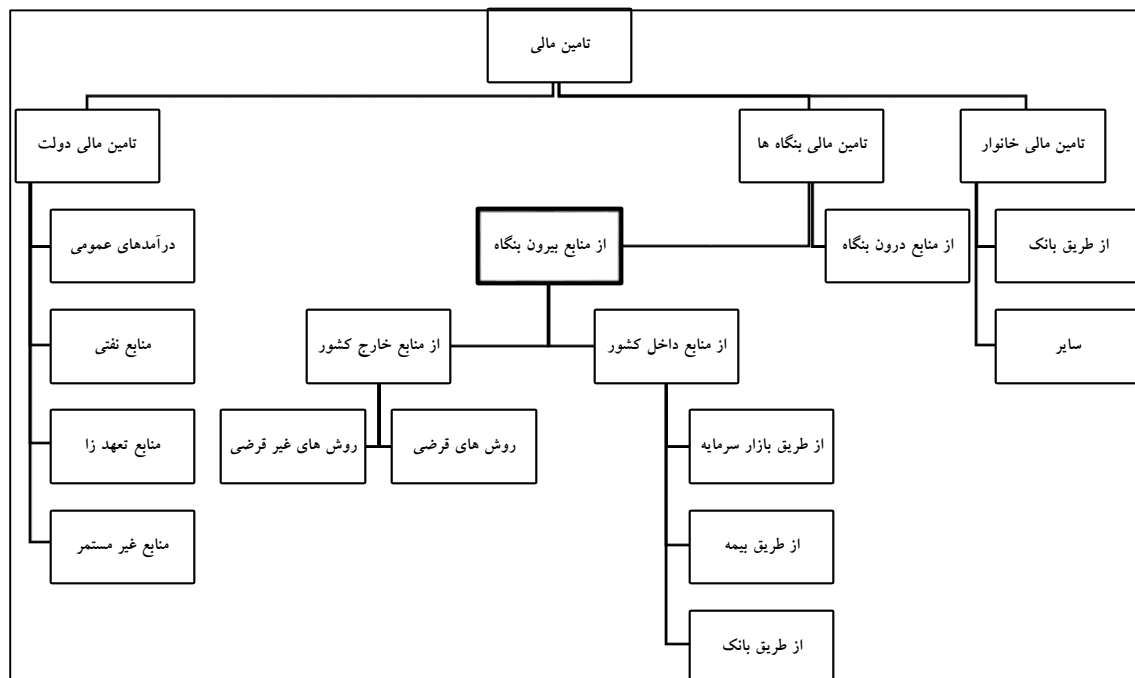 تامین مالی
تامین مالی خانوار
تامین مالی بنگاه ها
تامین مالی دولت
از طریق بانک
از منابع درون بنگاه
از منابع بیرون بنگاه
درآمدهای عمومی
سایر
از منابع داخل کشور
از منابع خارج کشور
منابع نفتی
از طریق بازار سرمایه
روش های قرضی
روش های غیر قرضی
منابع تعهد زا
از طریق بیمه
منابع غیر مستمر
از طریق بانک